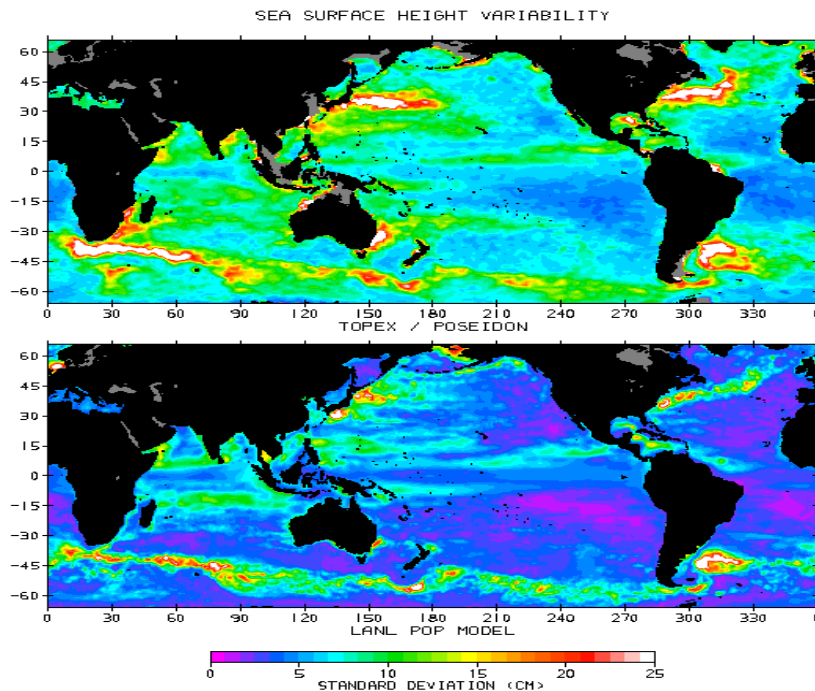 SEA SURFACE HEIGHT VARIABILITY
60
45
30
15
0
-15
-30
-45
-60
0 30 60 90 120 150 180 210 240 270 300 330
TOPEX / POSEIDON
60
45
30
15
0
-15
-30
-45
-60
0 30 60 90 120 150 180 210 240 270 300 330
LANL POP MODEL
0 5 10 15 20 25
STANDARD DEVIATION (CM)